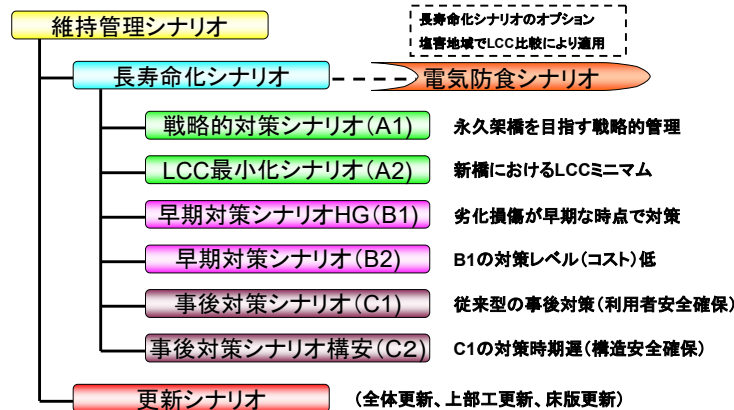 維持管理シナリオ
長寿命化シナリオのオプション
塩害地域でLCC比較により適用
長寿命化シナリオ
電気防食シナリオ
戦略的対策シナリオ(A1)
永久架橋を目指す戦略的管理
LCC最小化シナリオ(A2)
新橋におけるLCCミニマム
早期対策シナリオHG(B1)
劣化損傷が早期な時点で対策
早期対策シナリオ(B2)
B1の対策レベル(コスト)低
事後対策シナリオ(C1)
従来型の事後対策(利用者安全確保)
事後対策シナリオ構安(C2)
C1の対策時期遅(構造安全確保)
更新シナリオ
(全体更新、上部工更新、床版更新)